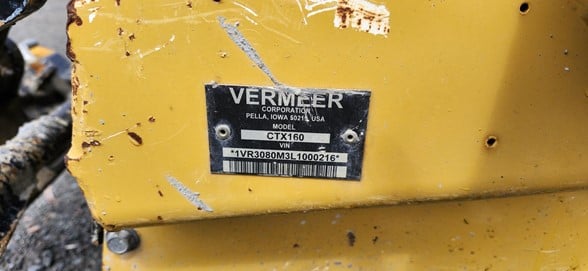 VERMEER
CORPORATION
PELLA, IOWA 50219, USA
MODEL
CTX160
VIN
*1VR3080M3L1000216*